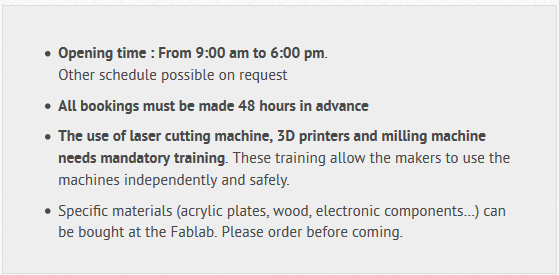 • Opening time : From 9:00 am to 6:00 pm.
Other schedule possible on request
• All bookings must be made 48 hours in advance
• The use of laser cutting machine, 3D printers and milling machine
needs mandatory training. These training allow the makers to use the
machines independently and safely.
• Specific materials (acrylic plates, wood, electronic components...) can
be bought at the Fablab. Please order before coming.